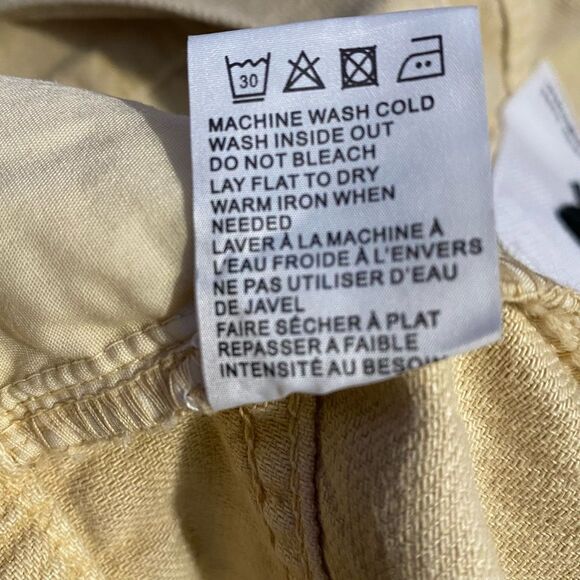 30
MACHINE WASH COLD
WASH INSIDE OUT
DO NOT BLEACH
LAY FLAT TO DRY
WARM IRON WHEN
NEEDED
LAVER À LA MACHINE À
L'EAU FROIDE À L'ENVERS
NE PAS UTILISER D'EAU
DE JAVEL
FAIRE SÉCHER À PLAT
REPASSER A FAIBLE
INTENSITÉ AU BESOIN